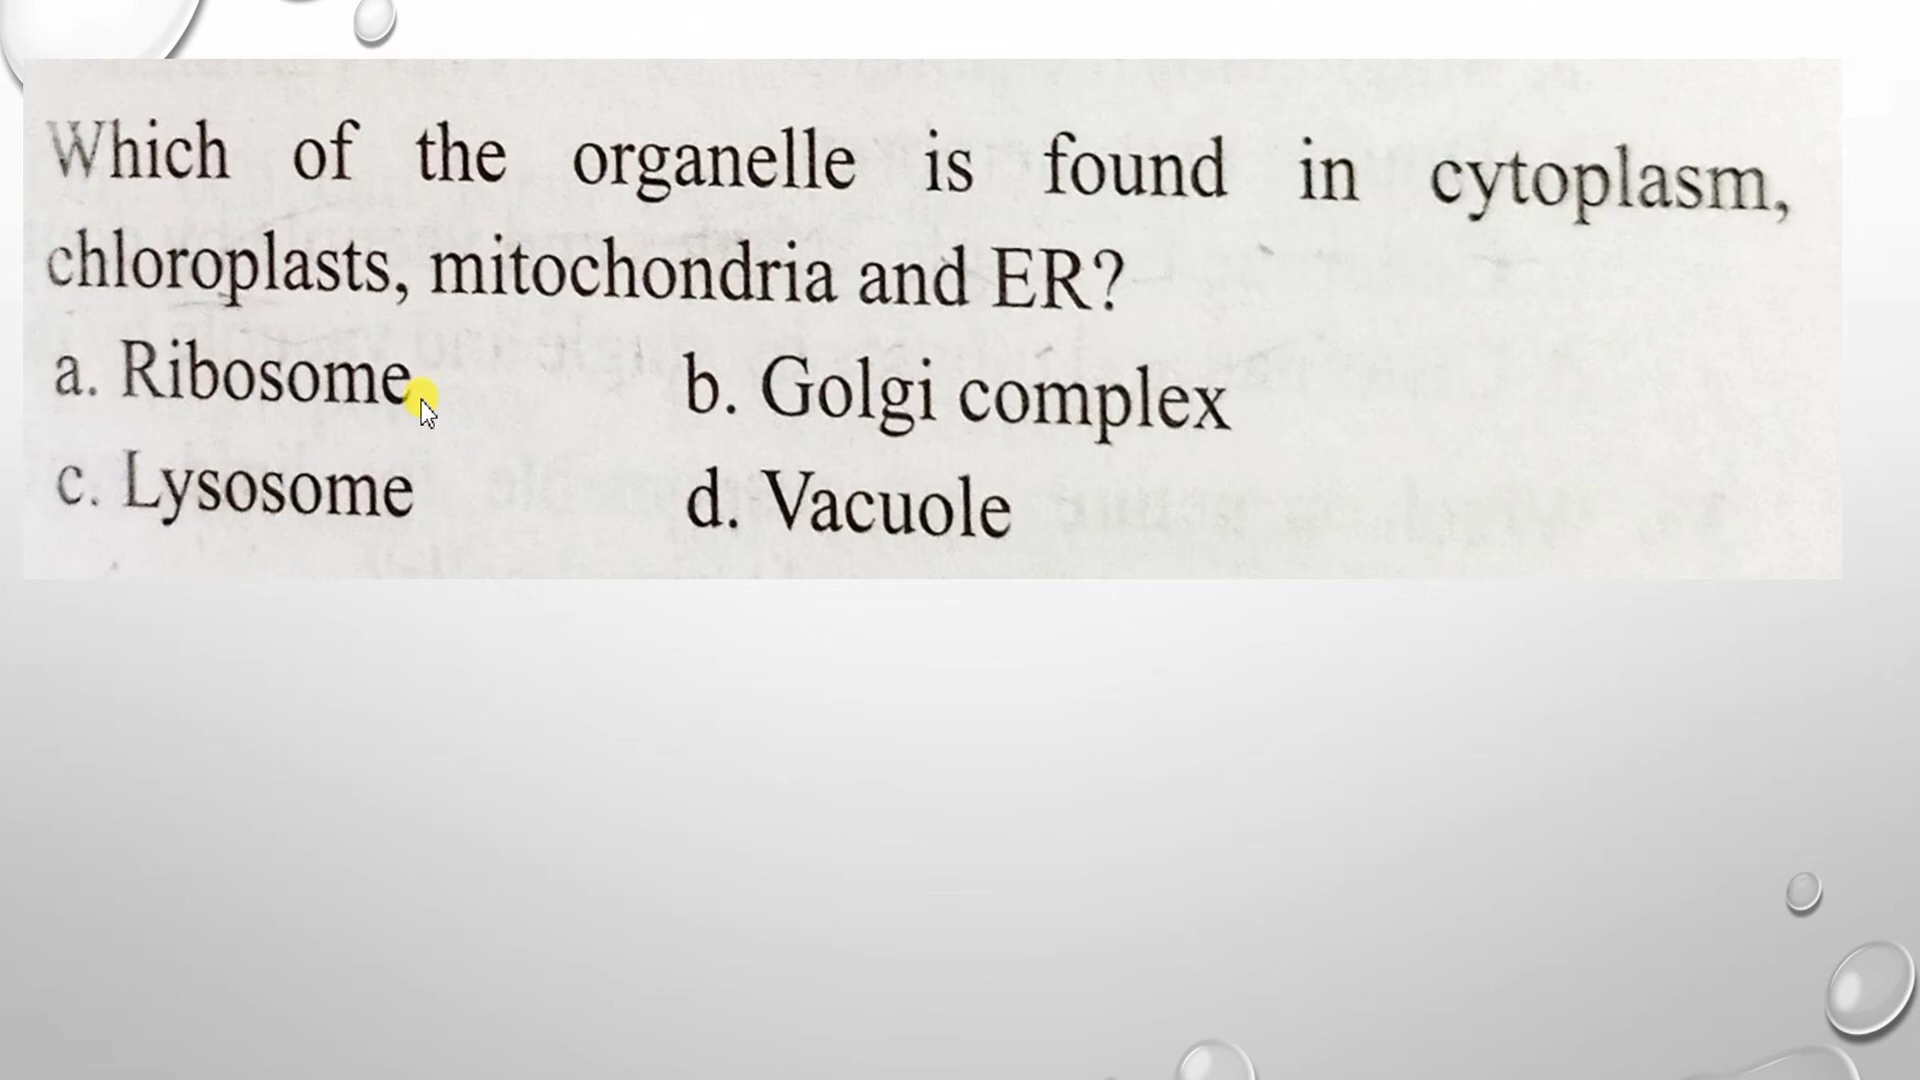 Which of the organelle is found in cytoplasm,
chloroplasts, mitochondria and ER?
a. Ribosome b. Golgi complex
c. Lysosome d. Vacuole